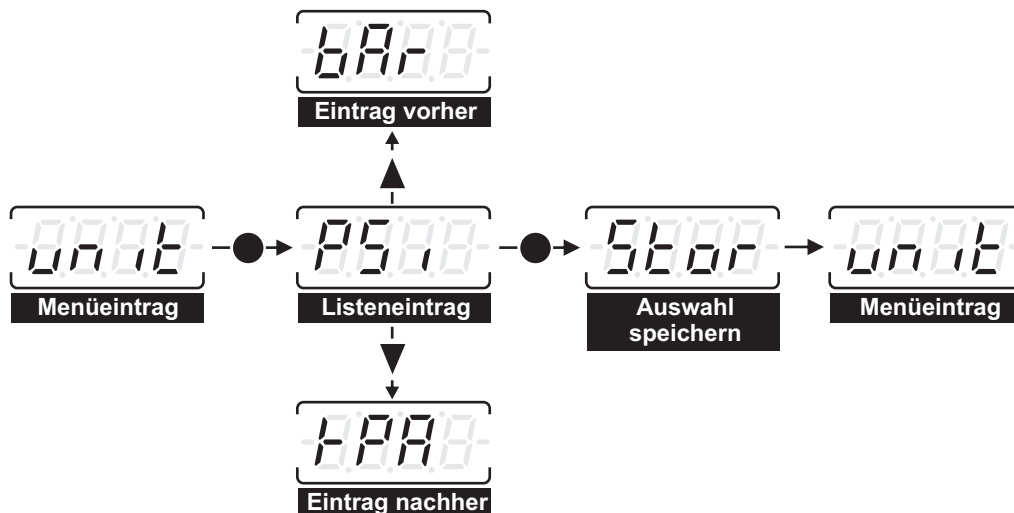 bAr
Eintrag vorher
unit
Menüeintrag
PSi
Listeneintrag
Stor
Auswahl
speichern
unit
Menüeintrag
tPA
Eintrag nachher